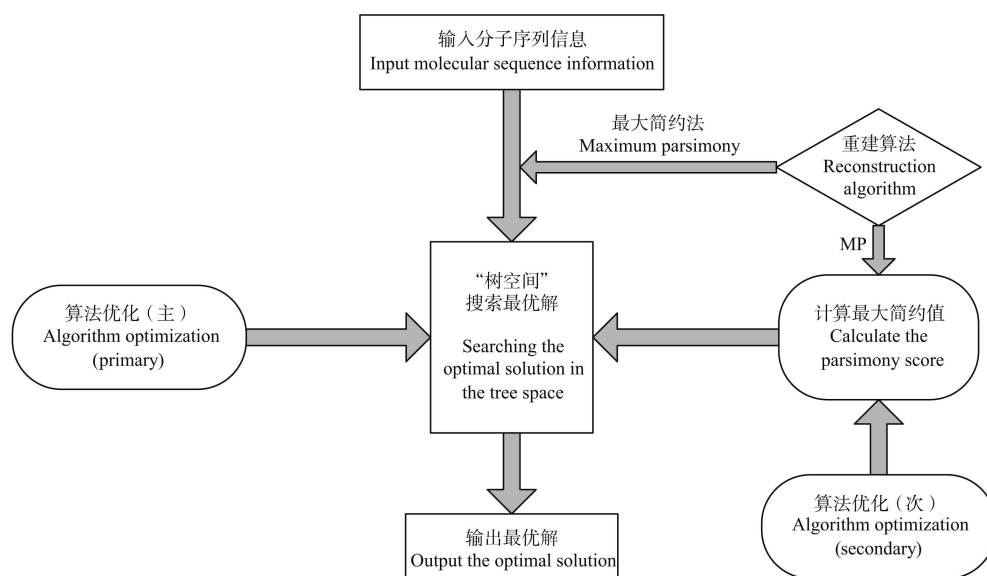 输入分子序列信息
Input molecular sequence information
最大简约法
Maximum parsimony
重建算法
Reconstruction
algorithm
MP
“树空间”
搜索最优解
Searching the
optimal solution in
the tree space
算法优化（主）
Algorithm optimization
(primary)
计算最大简约值
Calculate the
parsimony score
算法优化（次）
Algorithm optimization
(secondary)
输出最优解
Output the optimal solution